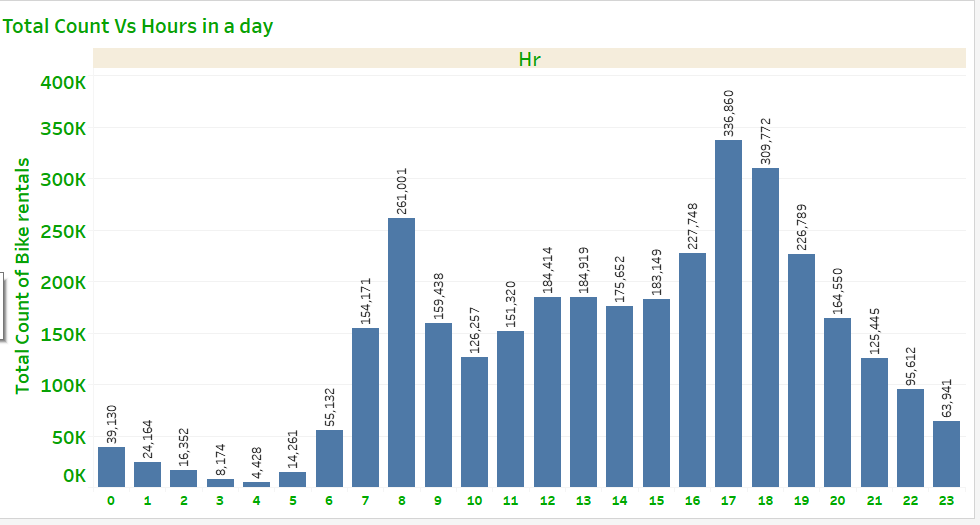 Total Count Vs Hours in a day
Hr
Total Count of Bike rentals
400K
350K
300K
250K
200K
150K
100K
50K
0K
39,130
24,164
16,352
8,174
4,428
14,261
55,132
154,171
261,001
159,438
126,257
151,320
184,414
184,919
175,652
183,149
227,748
336,860
309,772
226,789
164,550
125,445
95,612
63,941
0 1 2 3 4 5 6 7 8 9 10 11 12 13 14 15 16 17 18 19 20 21 22 23